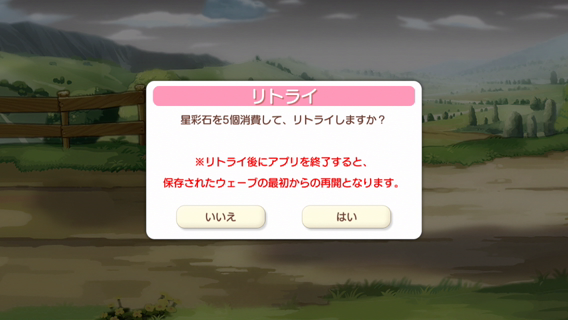 リトライ
星彩石を5個消費して、リトライしますか？
※リトライ後にアプリを終了すると、
保存されたウェーブの最初からの再開となります。
いいえ
はい